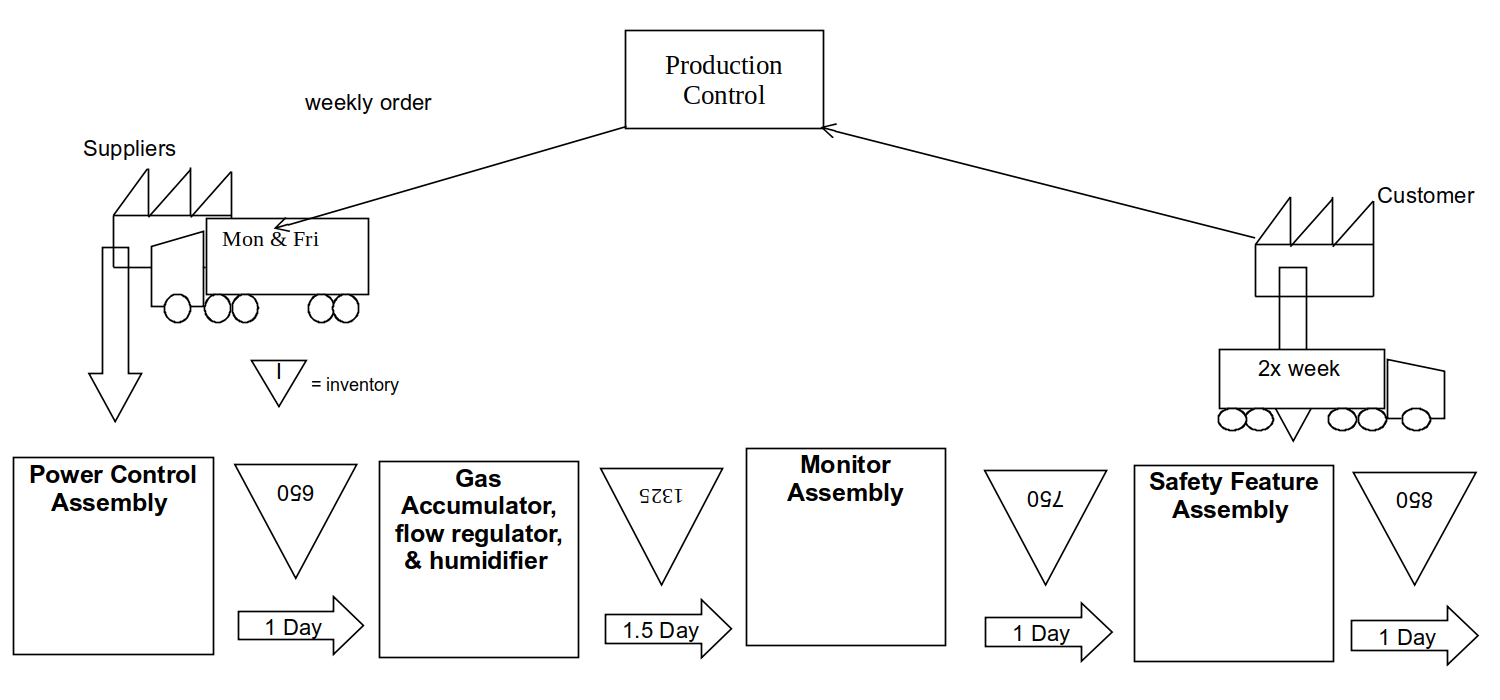 Production
Control
weekly order
Suppliers
Customer
Mon & Fri
2x week
I
= inventory
Power Control
Assembly
650
Gas
Accumulator,
flow regulator,
& humidifier
1325
Monitor
Assembly
750
Safety Feature
Assembly
850
1 Day
1.5 Day
1 Day
1 Day